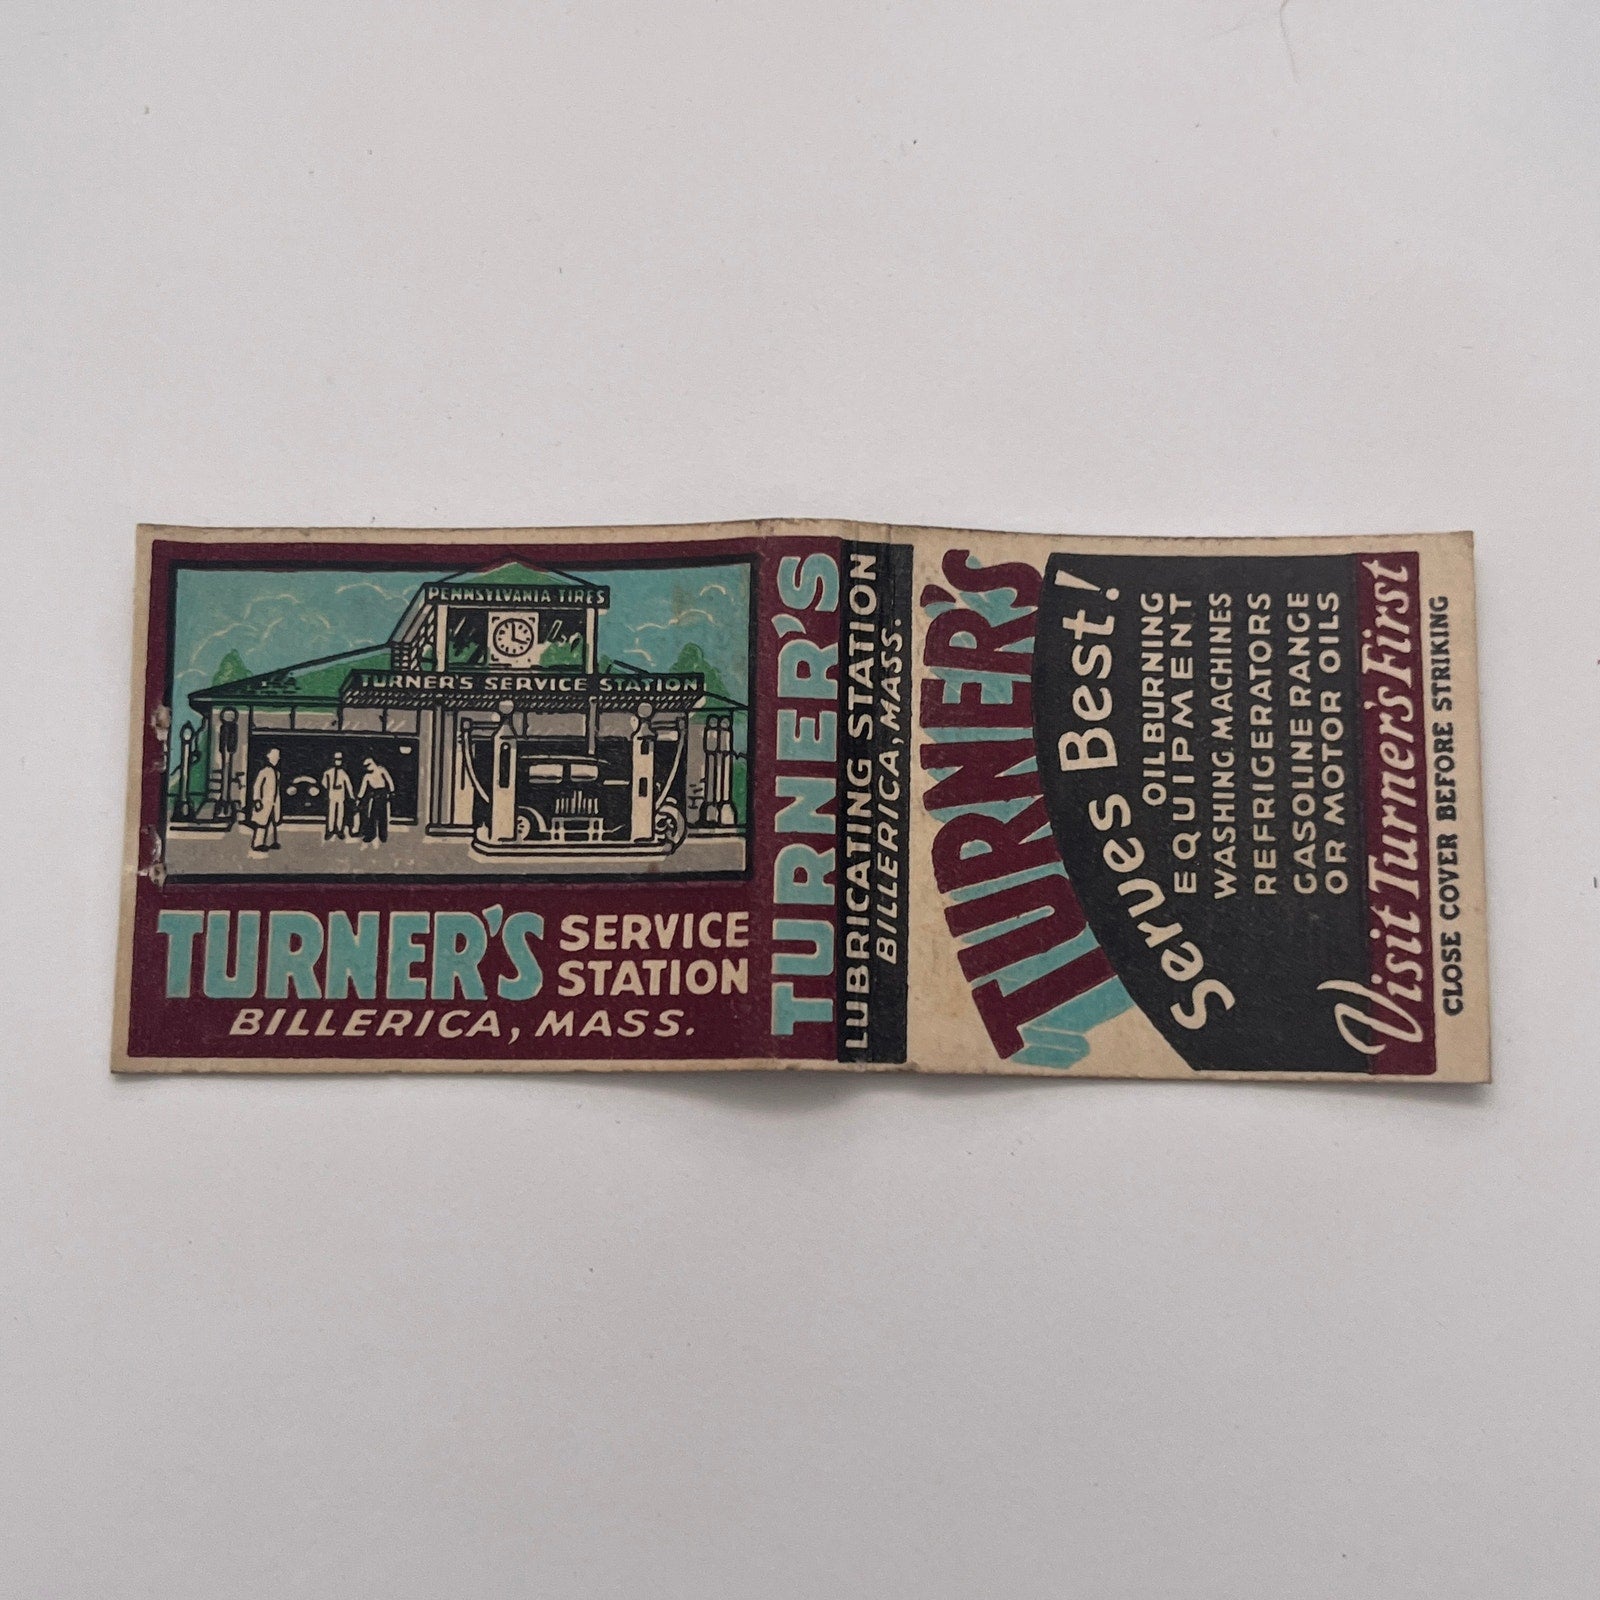 PENNSYLVANIA TIRES
TURNER'S SERVICE STATION
TURNER'S SERVICE
STATION
BILLERICA, MASS.
TURNER'S
LUBRICATING STATION
BILLERICA, MASS.
TURNER'S
Serves Best!
OIL BURNING
EQUIPMENT
WASHING MACHINES
REFRIGERATORS
GASOLINE RANGE
OR MOTOR OILS
Visit Turner's First
CLOSE COVER BEFORE STRIKING